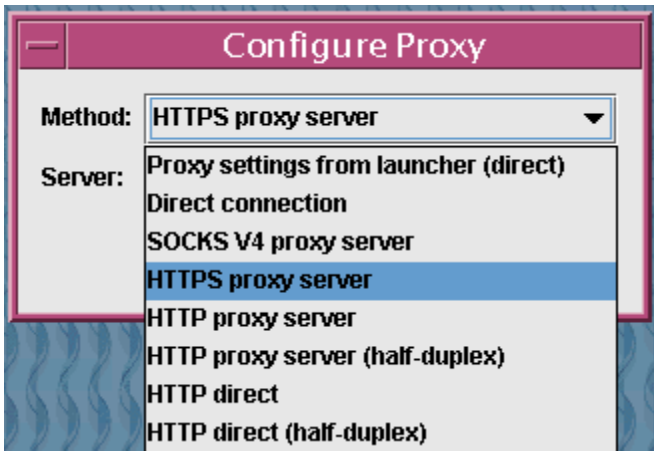 Configure Proxy
Method: HTTPS proxy server
Server:
Proxy settings from launcher (direct)
Direct connection
SOCKS V4 proxy server
HTTPS proxy server
HTTP proxy server
HTTP proxy server (half-duplex)
HTTP direct
HTTP direct (half-duplex)